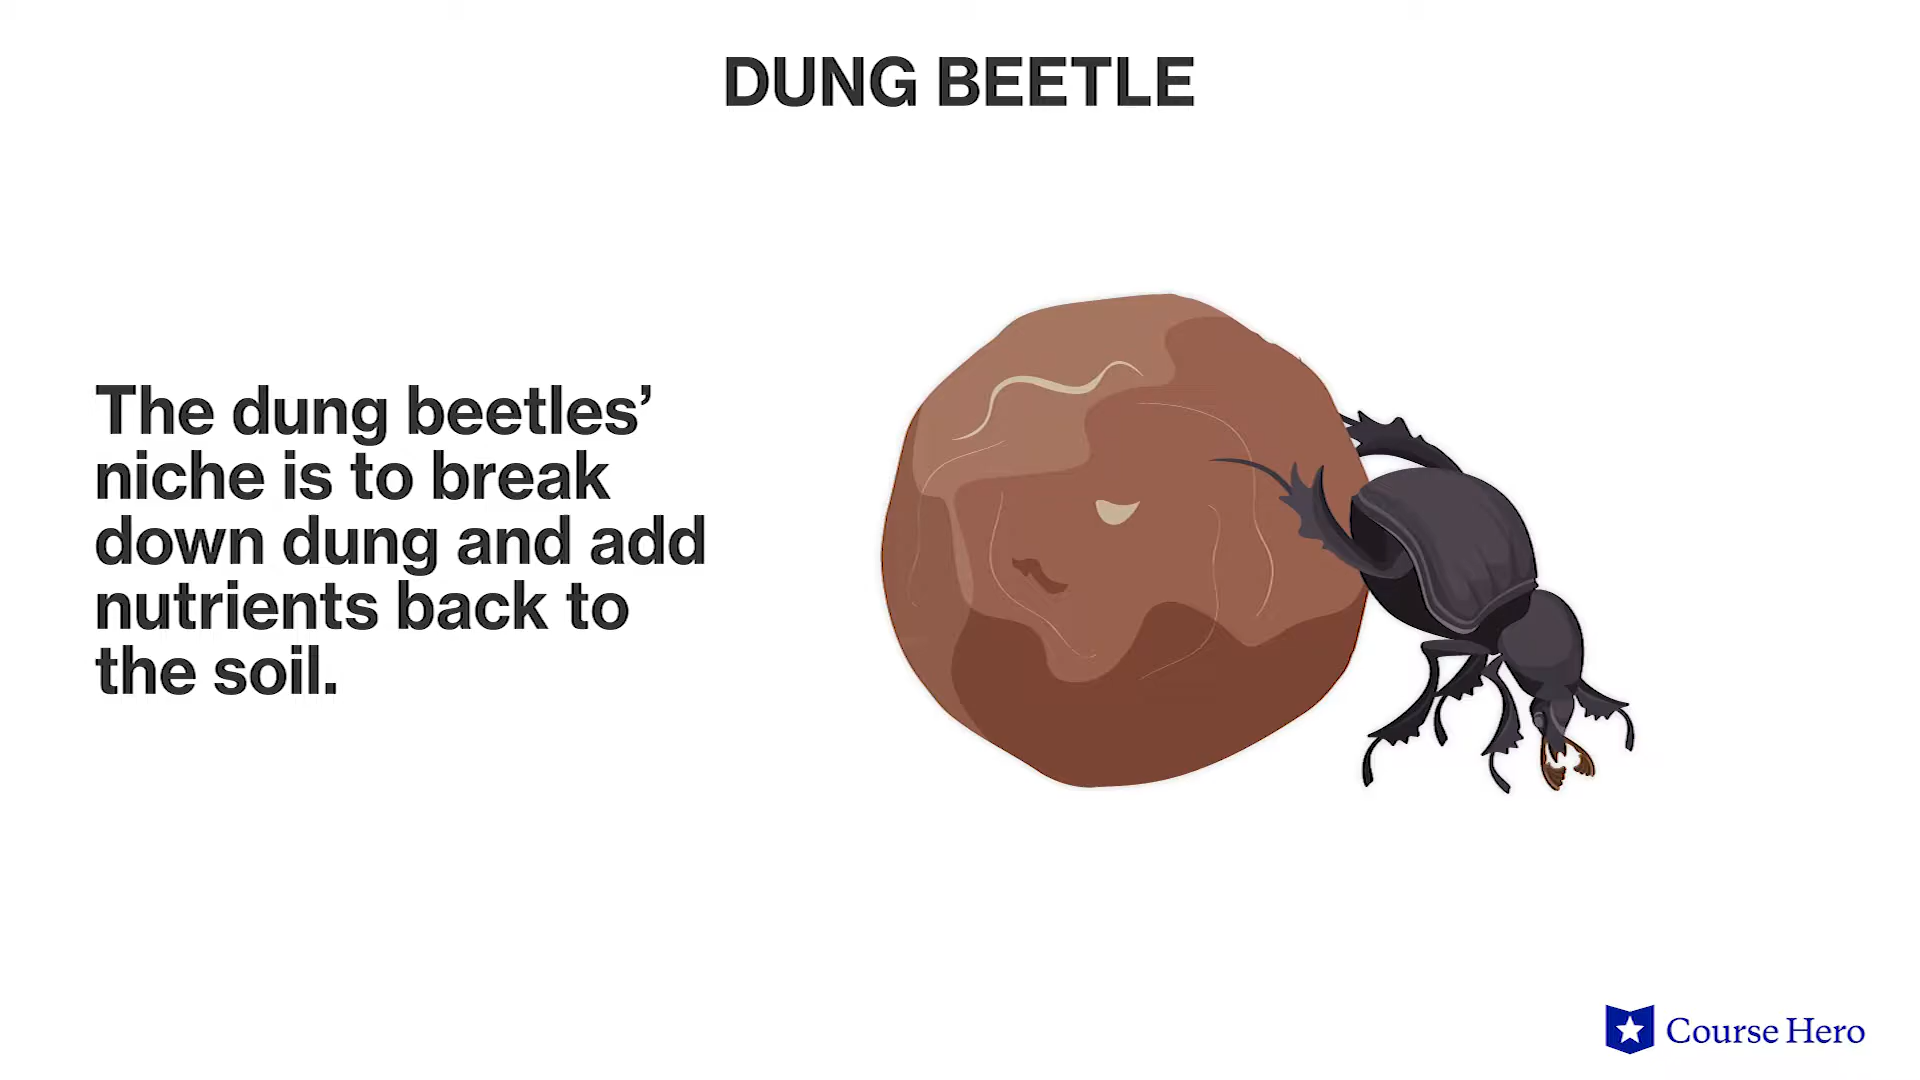 DUNG BEETLE
The dung beetles’
niche is to break
down dung and add
nutrients back to
the soil.
Course Hero